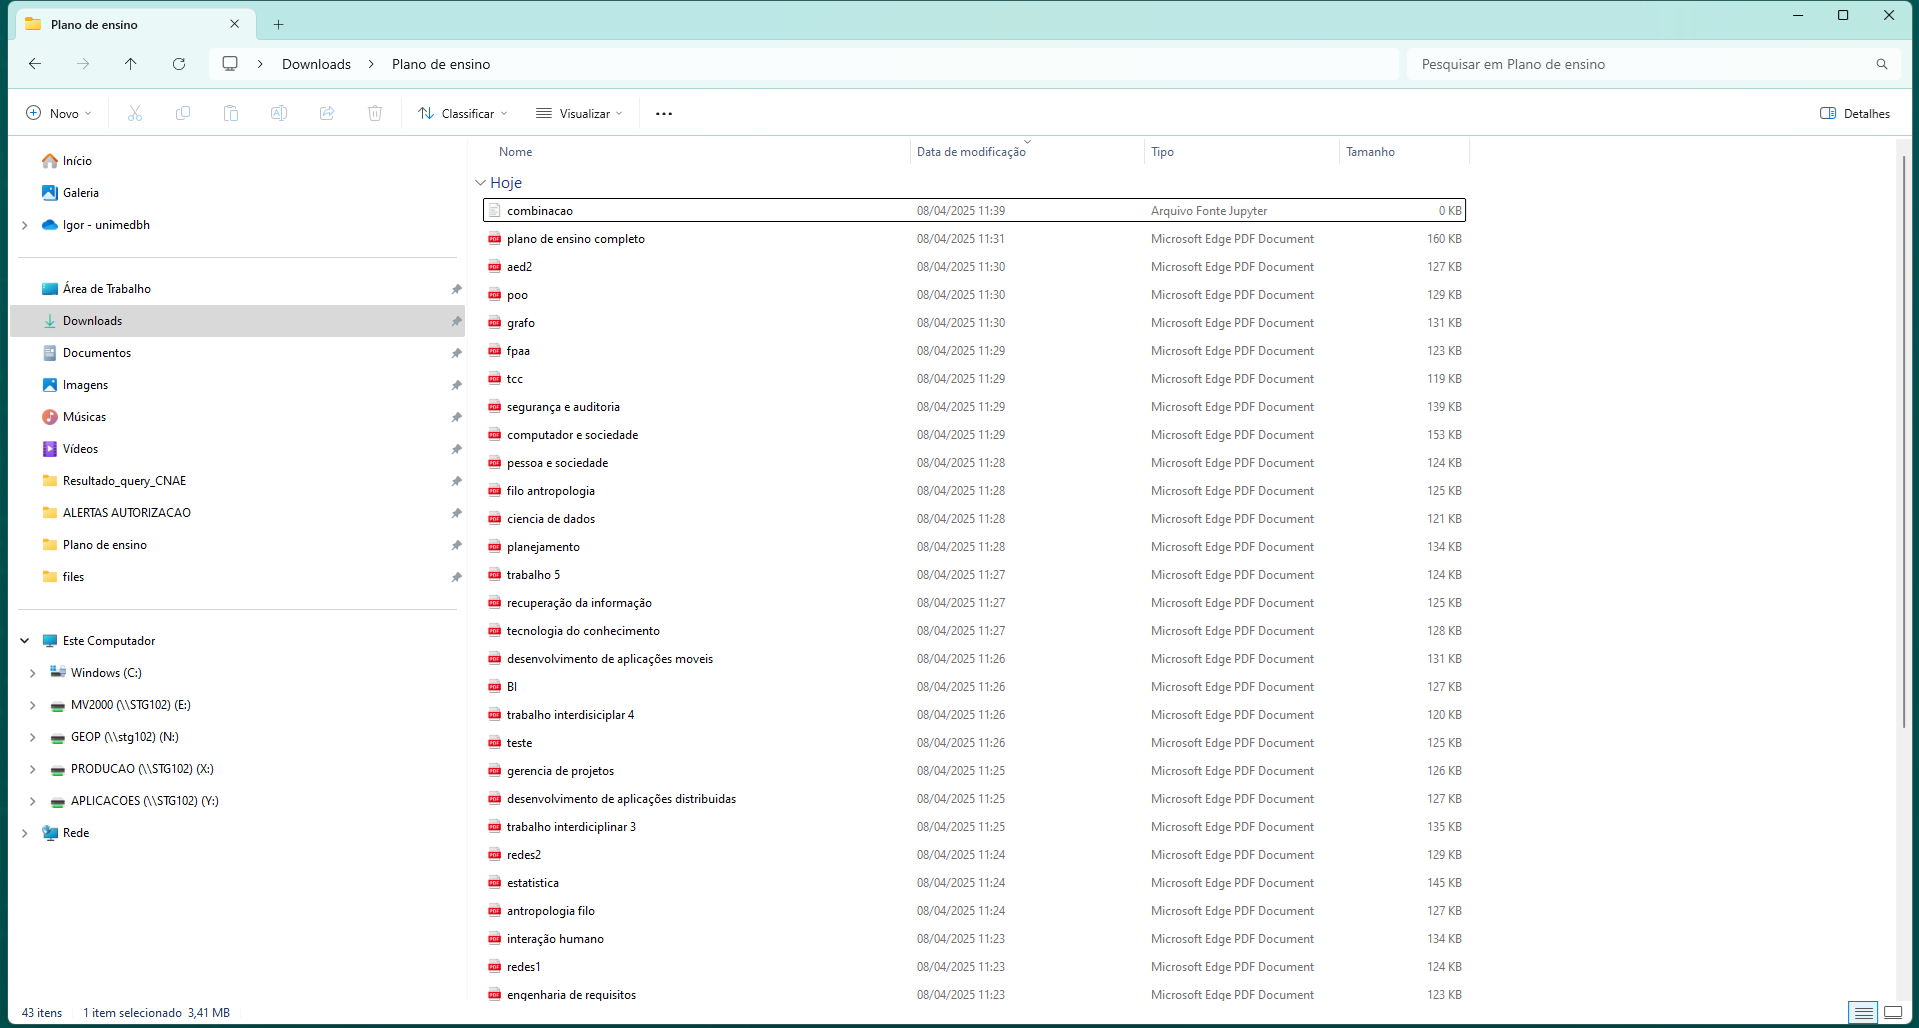 Plano de ensino
Downloads
Plano de ensino
Pesquisar em Plano de ensino
Novo
Classificar
Visualizar
Detalhes
Início
Galeria
Igor - unimedbh
Área de Trabalho
Downloads
Documentos
Imagens
Músicas
Vídeos
Resultado_query_CNAE
ALERTAS AUTORIZACAO
Plano de ensino
files
Este Computador
Windows (C:)
MV2000 (\\STG102) (E:)
GEOP (\\stg102) (N:)
PRODUCAO (\\STG102) (X:)
APLICACOES (\\STG102) (Y:)
Rede
Nome Data de modificação Tipo Tamanho
Hoje
combinacao 08/04/2025 11:39 Arquivo Fonte Jupyter 0 KB
plano de ensino completo 08/04/2025 11:31 Microsoft Edge PDF Document 160 KB
aed2 08/04/2025 11:30 Microsoft Edge PDF Document 127 KB
poo 08/04/2025 11:30 Microsoft Edge PDF Document 129 KB
grafo 08/04/2025 11:30 Microsoft Edge PDF Document 131 KB
fpaa 08/04/2025 11:29 Microsoft Edge PDF Document 123 KB
tcc 08/04/2025 11:29 Microsoft Edge PDF Document 119 KB
segurança e auditoria 08/04/2025 11:29 Microsoft Edge PDF Document 139 KB
computador e sociedade 08/04/2025 11:29 Microsoft Edge PDF Document 153 KB
pessoa e sociedade 08/04/2025 11:28 Microsoft Edge PDF Document 124 KB
filo antropologia 08/04/2025 11:28 Microsoft Edge PDF Document 125 KB
ciencia de dados 08/04/2025 11:28 Microsoft Edge PDF Document 121 KB
planejamento 08/04/2025 11:28 Microsoft Edge PDF Document 134 KB
trabalho 5 08/04/2025 11:27 Microsoft Edge PDF Document 124 KB
recuperação da informação 08/04/2025 11:27 Microsoft Edge PDF Document 125 KB
tecnologia do conhecimento 08/04/2025 11:27 Microsoft Edge PDF Document 128 KB
desenvolvimento de aplicações moveis 08/04/2025 11:26 Microsoft Edge PDF Document 131 KB
BI 08/04/2025 11:26 Microsoft Edge PDF Document 127 KB
trabalho interdisiciplar 4 08/04/2025 11:26 Microsoft Edge PDF Document 120 KB
teste 08/04/2025 11:26 Microsoft Edge PDF Document 125 KB
gerencia de projetos 08/04/2025 11:25 Microsoft Edge PDF Document 126 KB
desenvolvimento de aplicações distribuidas 08/04/2025 11:25 Microsoft Edge PDF Document 127 KB
trabalho interdiciplinar 3 08/04/2025 11:25 Microsoft Edge PDF Document 135 KB
redes2 08/04/2025 11:24 Microsoft Edge PDF Document 129 KB
estatistica 08/04/2025 11:24 Microsoft Edge PDF Document 145 KB
antropologia filo 08/04/2025 11:24 Microsoft Edge PDF Document 127 KB
interação humano 08/04/2025 11:23 Microsoft Edge PDF Document 134 KB
redes1 08/04/2025 11:23 Microsoft Edge PDF Document 124 KB
engenharia de requisitos 08/04/2025 11:23 Microsoft Edge PDF Document 123 KB
43 itens 1 item selecionado 3,41 MB